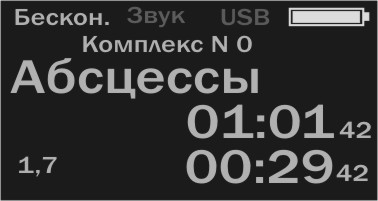 Бескон. Звук USB
Комплекс N 0
Абсцессы
01:01 42
1,7 00:29 42